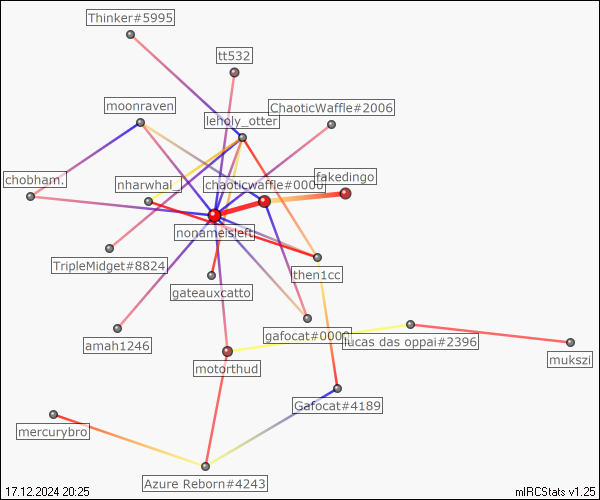 Thinker#5995
tt532
moonraven
ChaoticWaffle#2006
leholy_otter
chobham.
nharwhal_
chaoticwaffle#0000
fakedingo
nonameisleft
TripleMidget#8824
then1cc
gateauxcatto
gafocat#0000
lucas das oppai#2396
amah1246
mukszi
motorthud
Gafocat#4189
mercurybro
Azure Reborn#4243
17.12.2024 20:25
mIRCStats v1.25